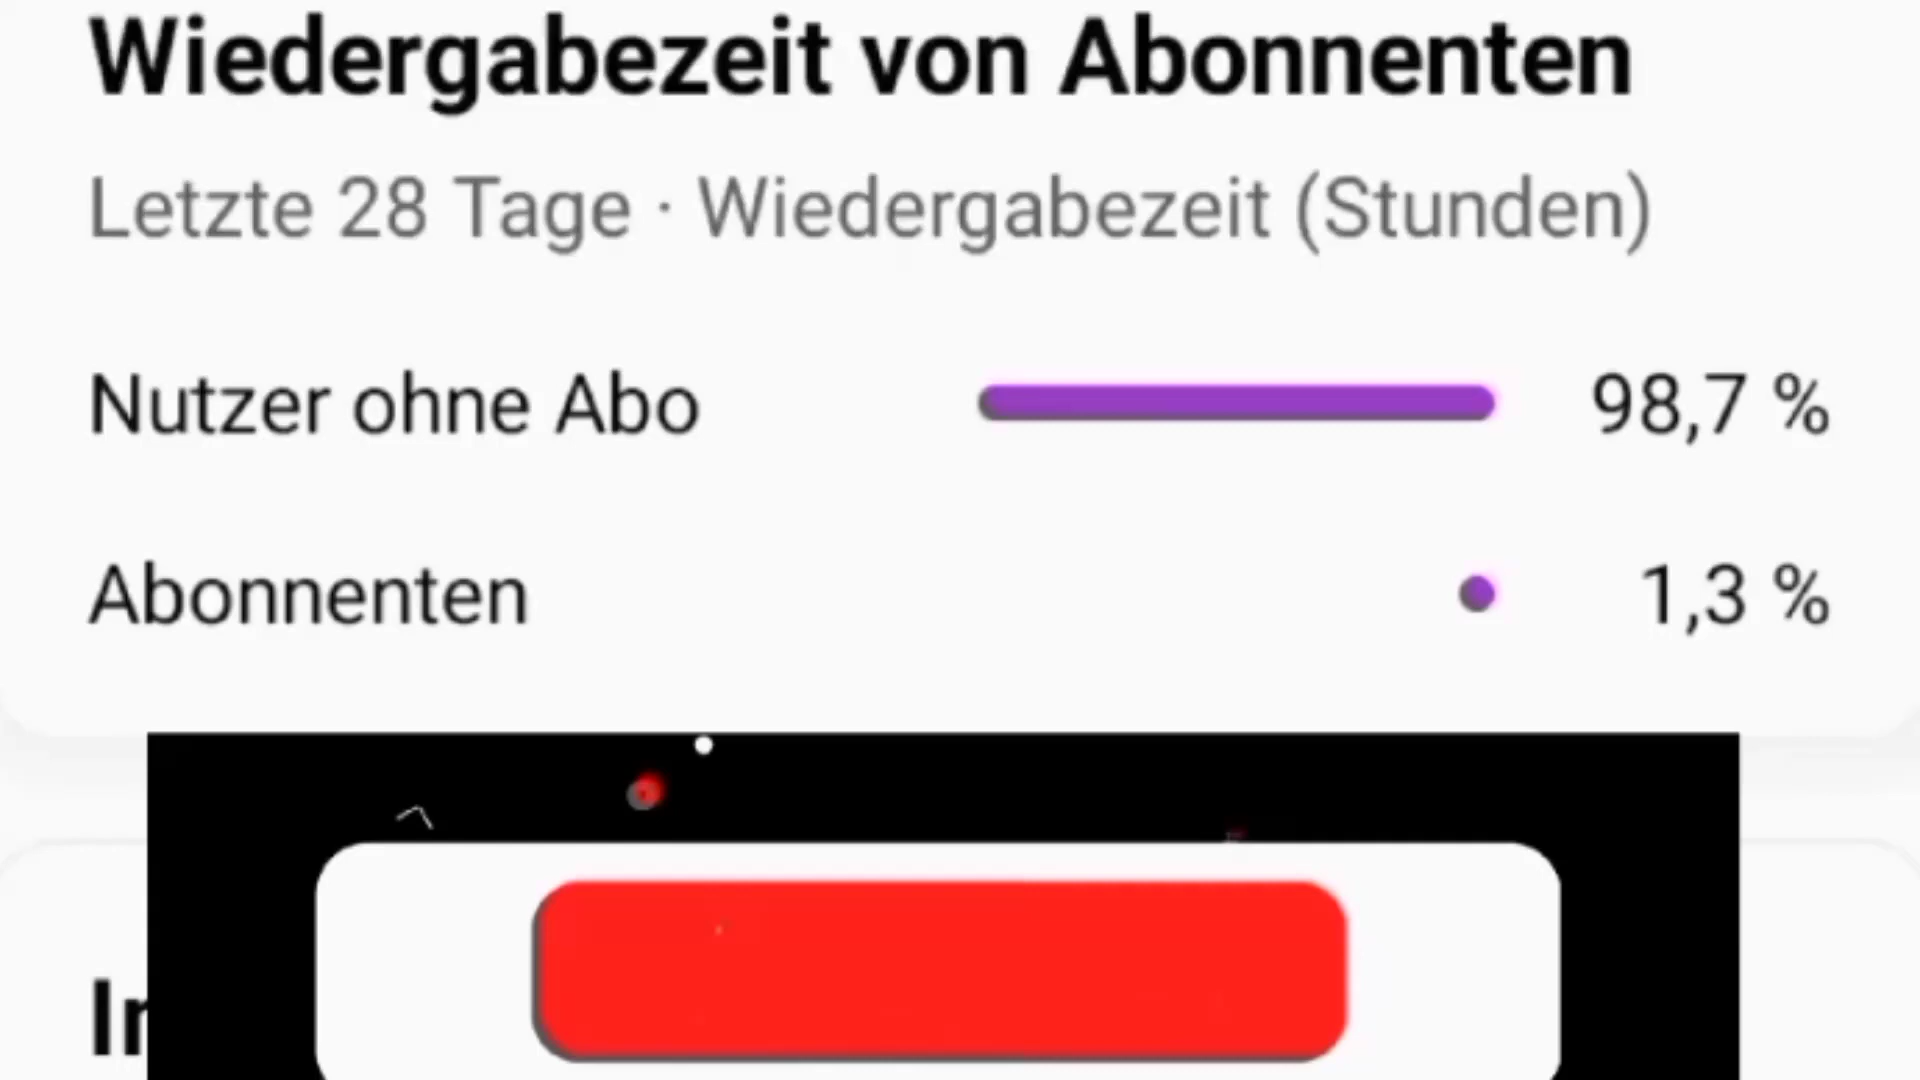 Wiedergabezeit von Abonnenten
Letzte 28 Tage · Wiedergabezeit (Stunden)
Nutzer ohne Abo 98,7 %
Abonnenten 1,3 %